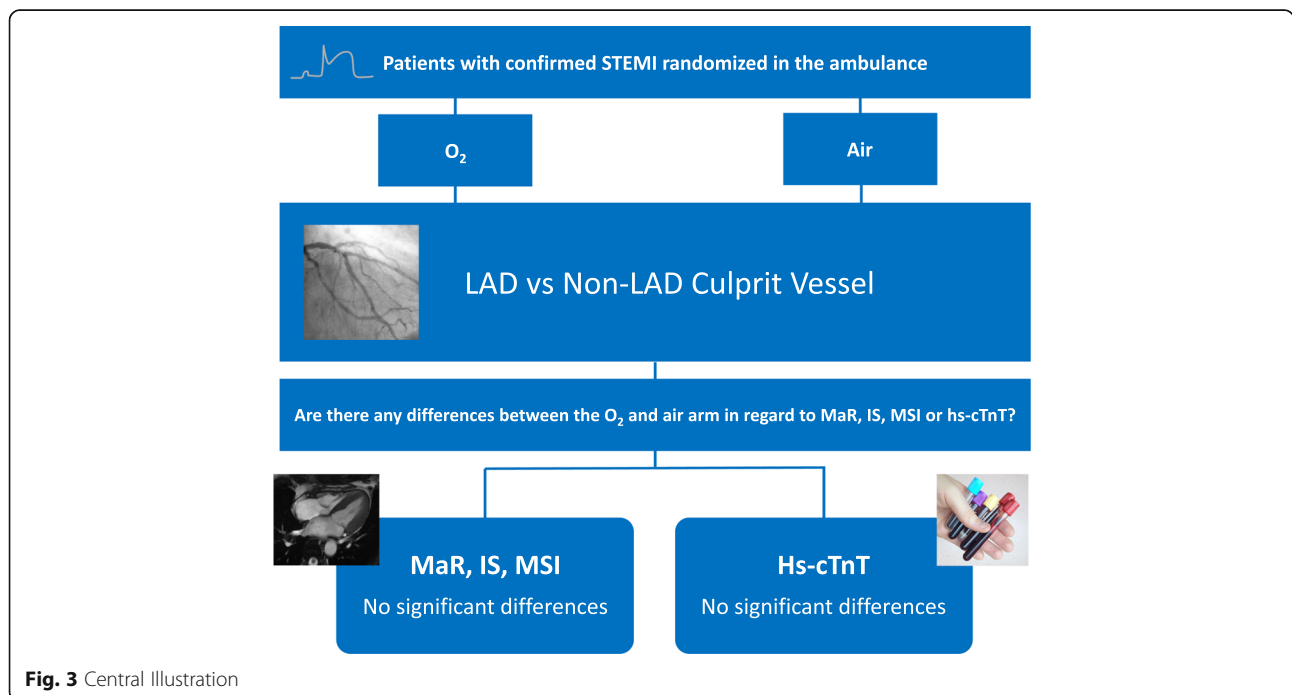 Patients with confirmed STEMI randomized in the ambulance
O₂
Air
LAD vs Non-LAD Culprit Vessel
Are there any differences between the O₂ and air arm in regard to MaR, IS, MSI or hs-cTnT?
MaR, IS, MSI
No significant differences
Hs-cTnT
No significant differences
Fig. 3 Central Illustration